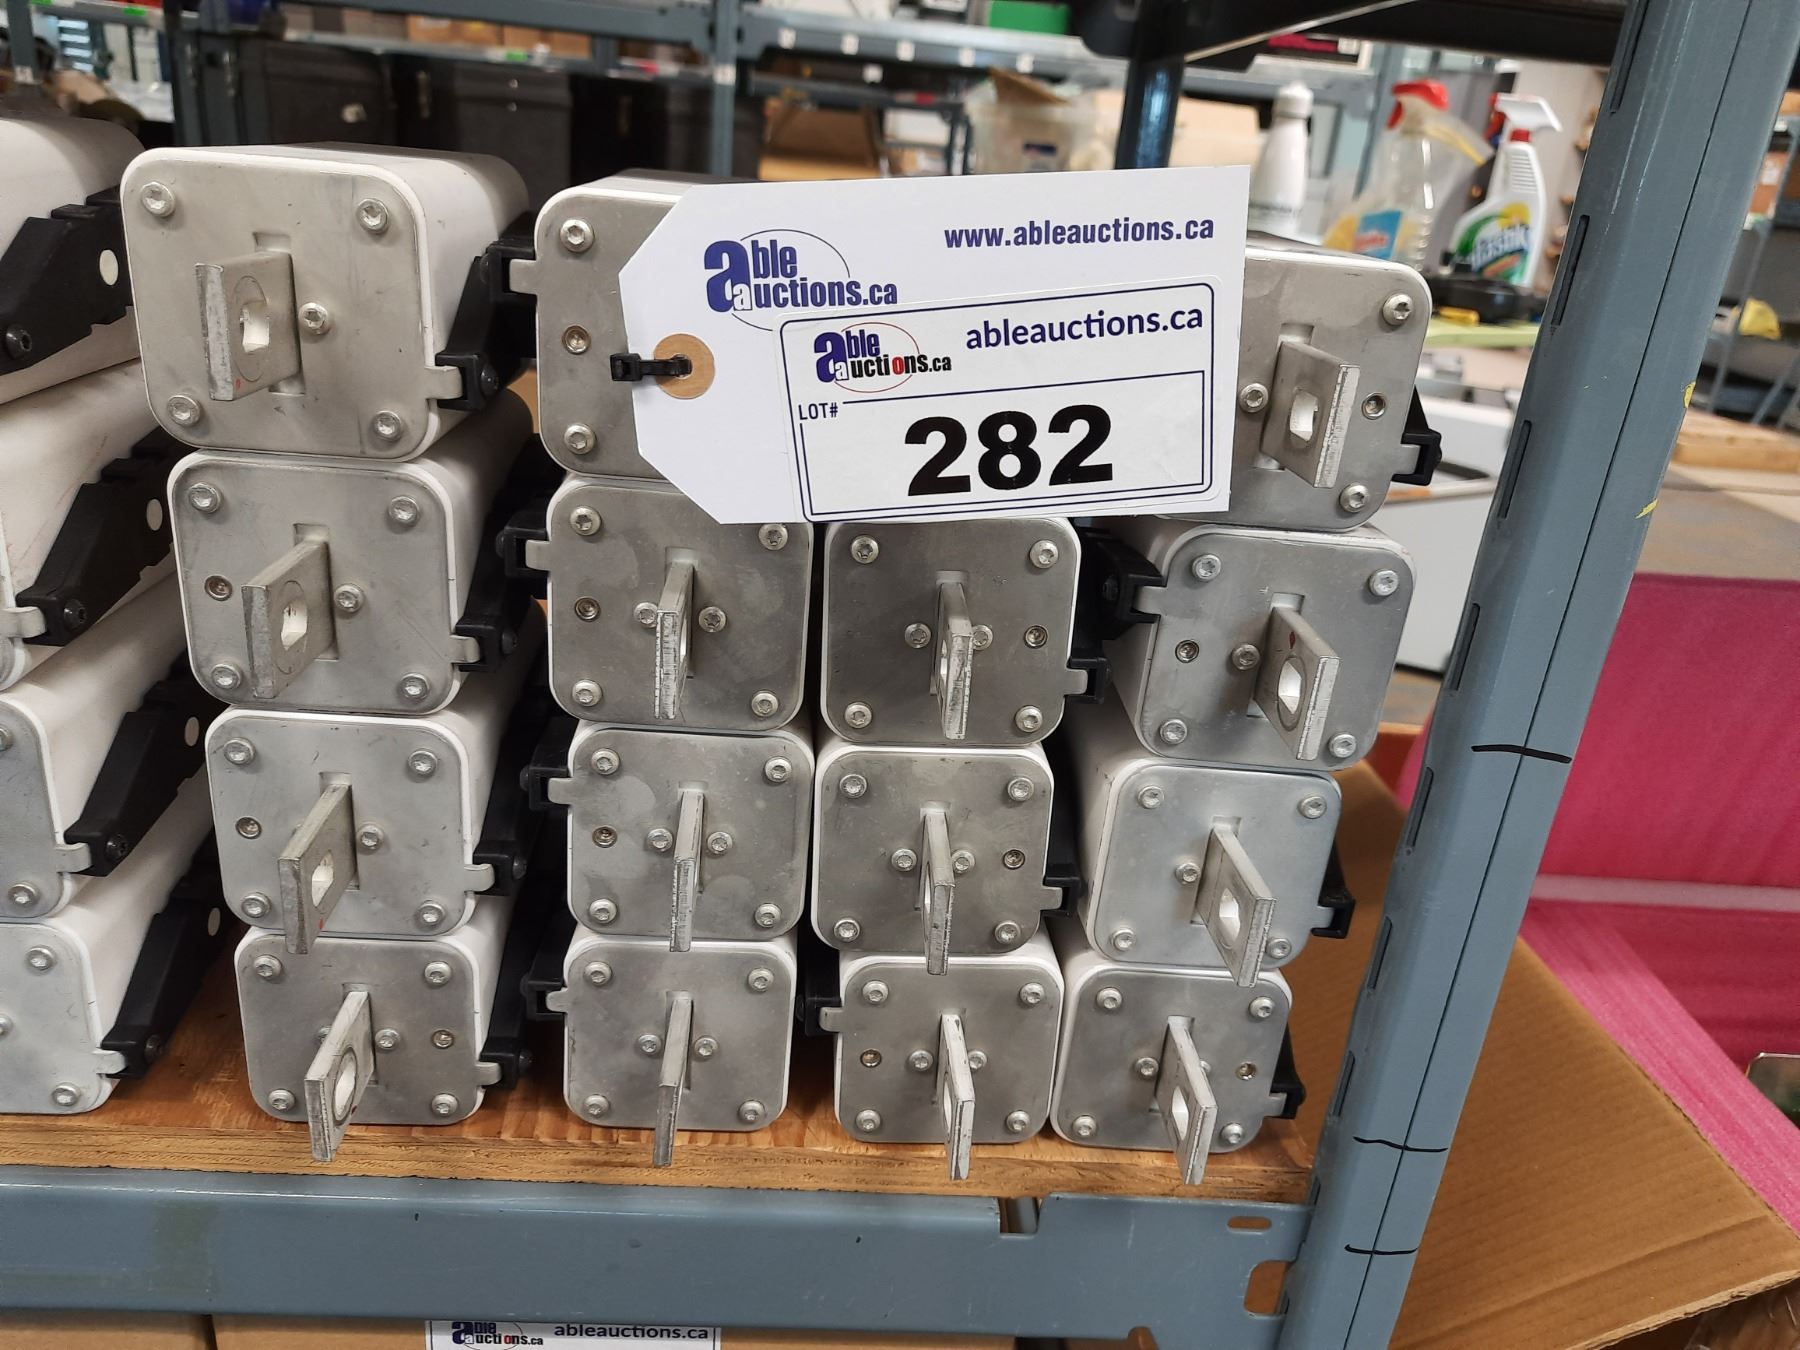 www.ableauctions.ca
able
auctions.ca
able
auctions.ca
ableauctions.ca
LOT#
282
able
auctions.ca
ableauctions.ca